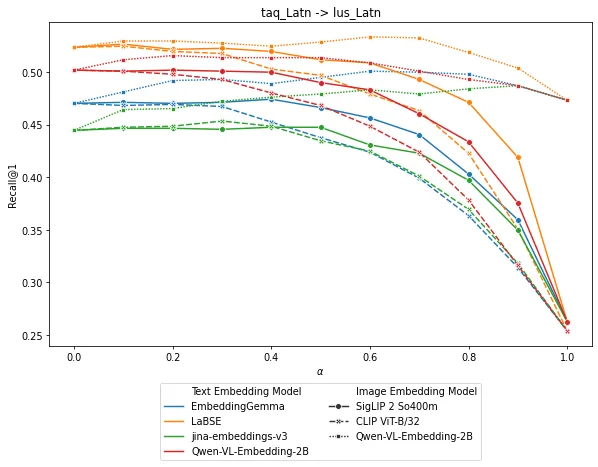 taq_Latn -> lus_Latn
Recall@1
0.50
0.45
0.40
0.35
0.30
0.25
0.0
0.2
0.4
0.6
0.8
1.0
α
Text Embedding Model
EmbeddingGemma
LaBSE
jina-embeddings-v3
Qwen-VL-Embedding-2B
Image Embedding Model
SigLIP 2 So400m
CLIP ViT-B/32
Qwen-VL-Embedding-2B